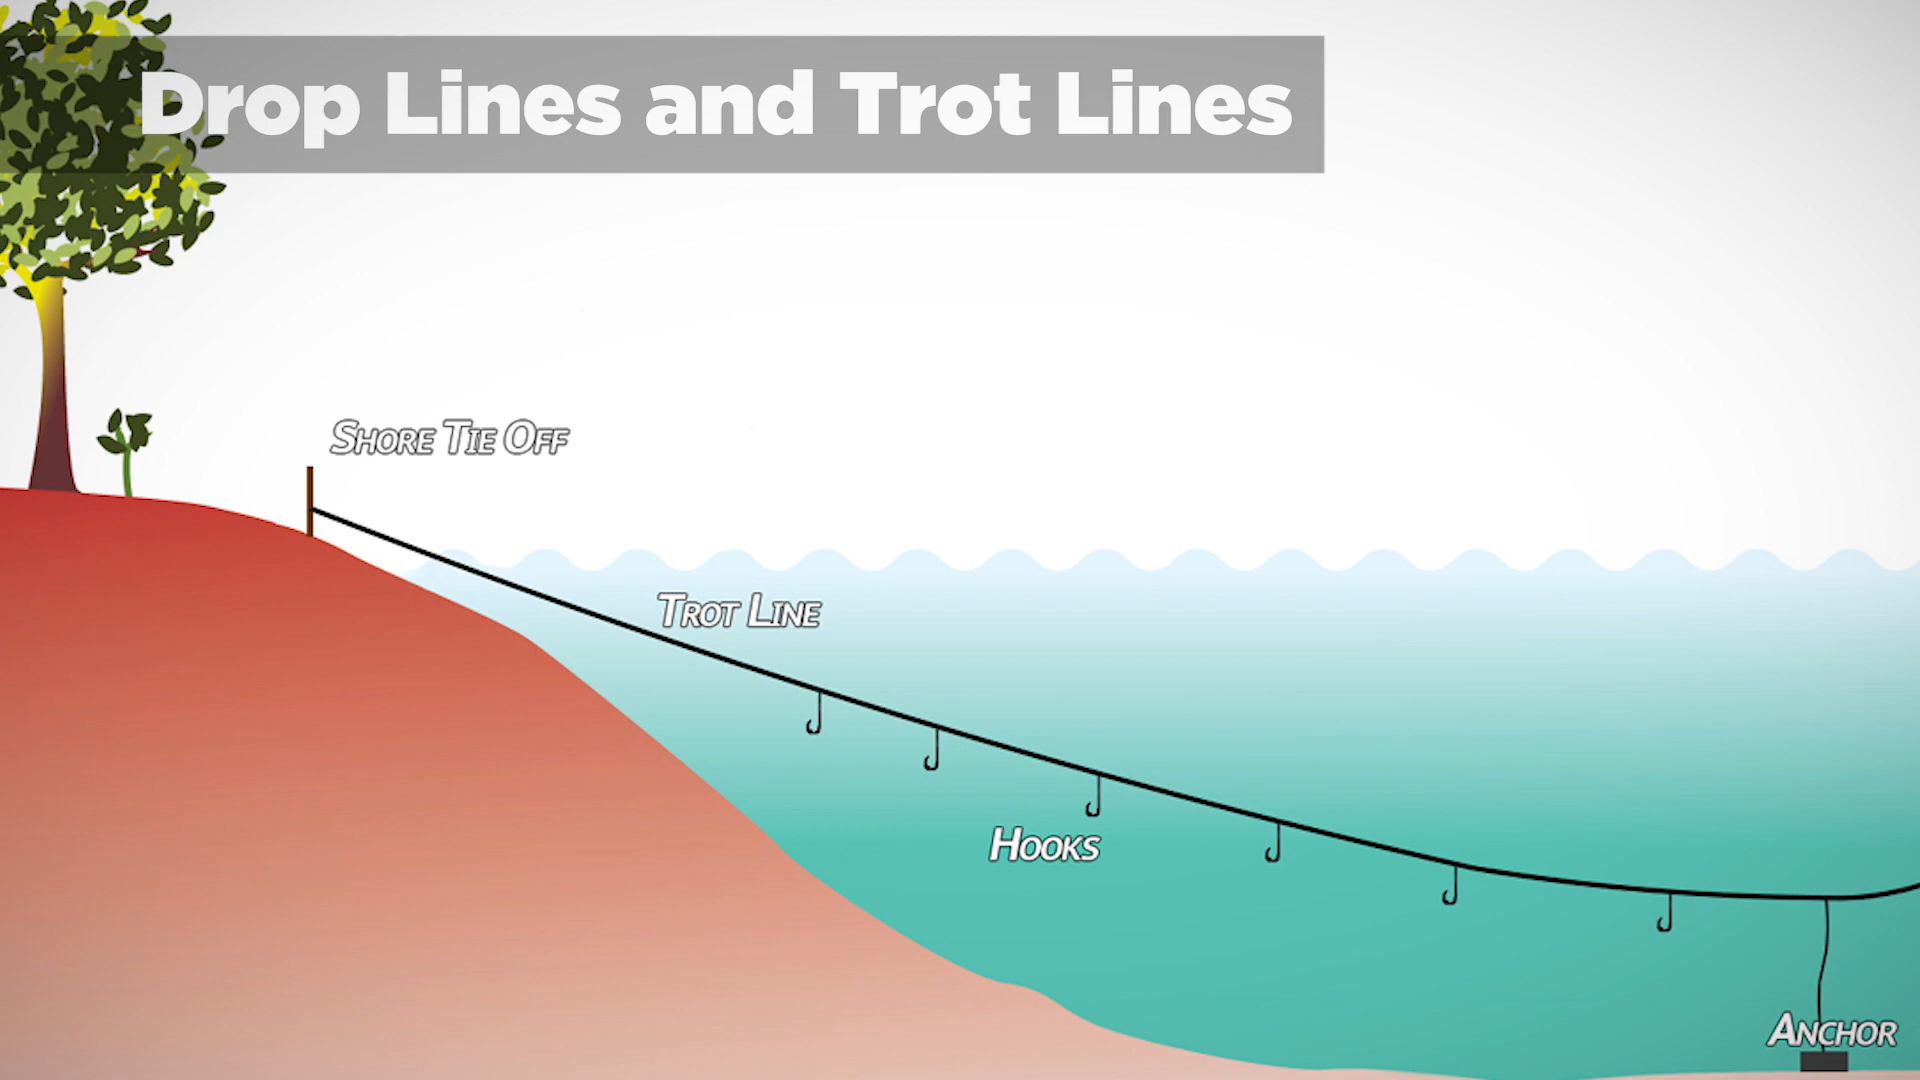 Drop Lines and Trot Lines
Shore Tie Off
Trot Line
Hooks
Anchor